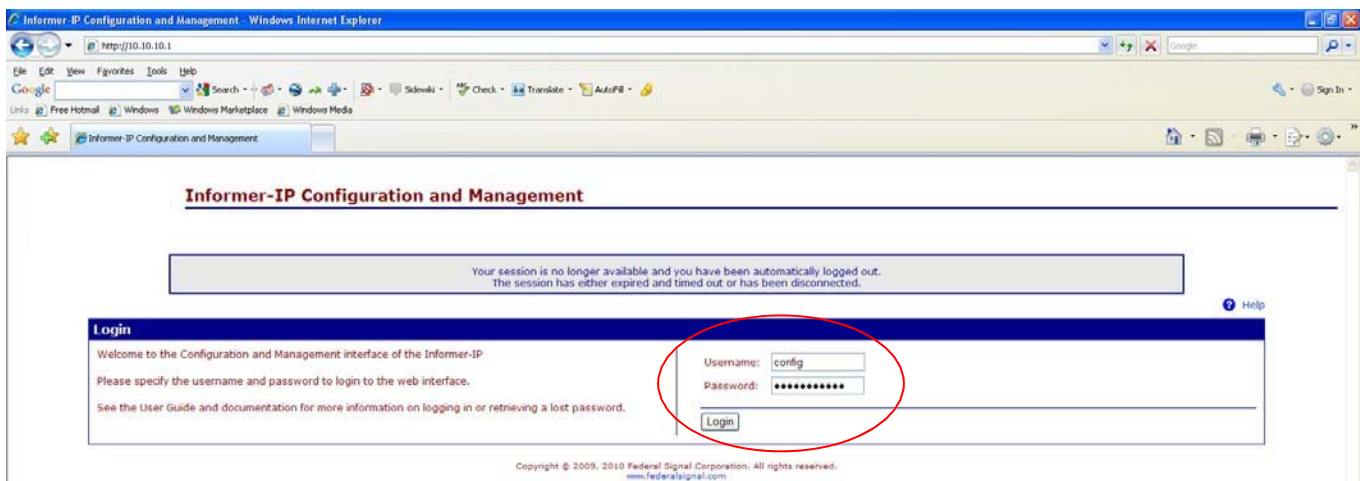 Informer-IP Configuration and Management - Windows Internet Explorer
http://10.10.10.1
Google
File Edit View Favorites Tools Help
Google Search Sidewiki Check Translate AutoFill Sign In
Links Free Hotmail Windows Windows Marketplace Windows Media
Informer-IP Configuration and Management
Informer-IP Configuration and Management
Your session is no longer available and you have been automatically logged out.
The session has either expired and timed out or has been disconnected.
Help
Login
Welcome to the Configuration and Management interface of the Informer-IP
Please specify the username and password to login to the web interface.
See the User Guide and documentation for more information on logging in or retrieving a lost password.
Username: config
Password: •••••••••••
Login
Copyright © 2009, 2010 Federal Signal Corporation. All rights reserved.
www.federalsignal.com